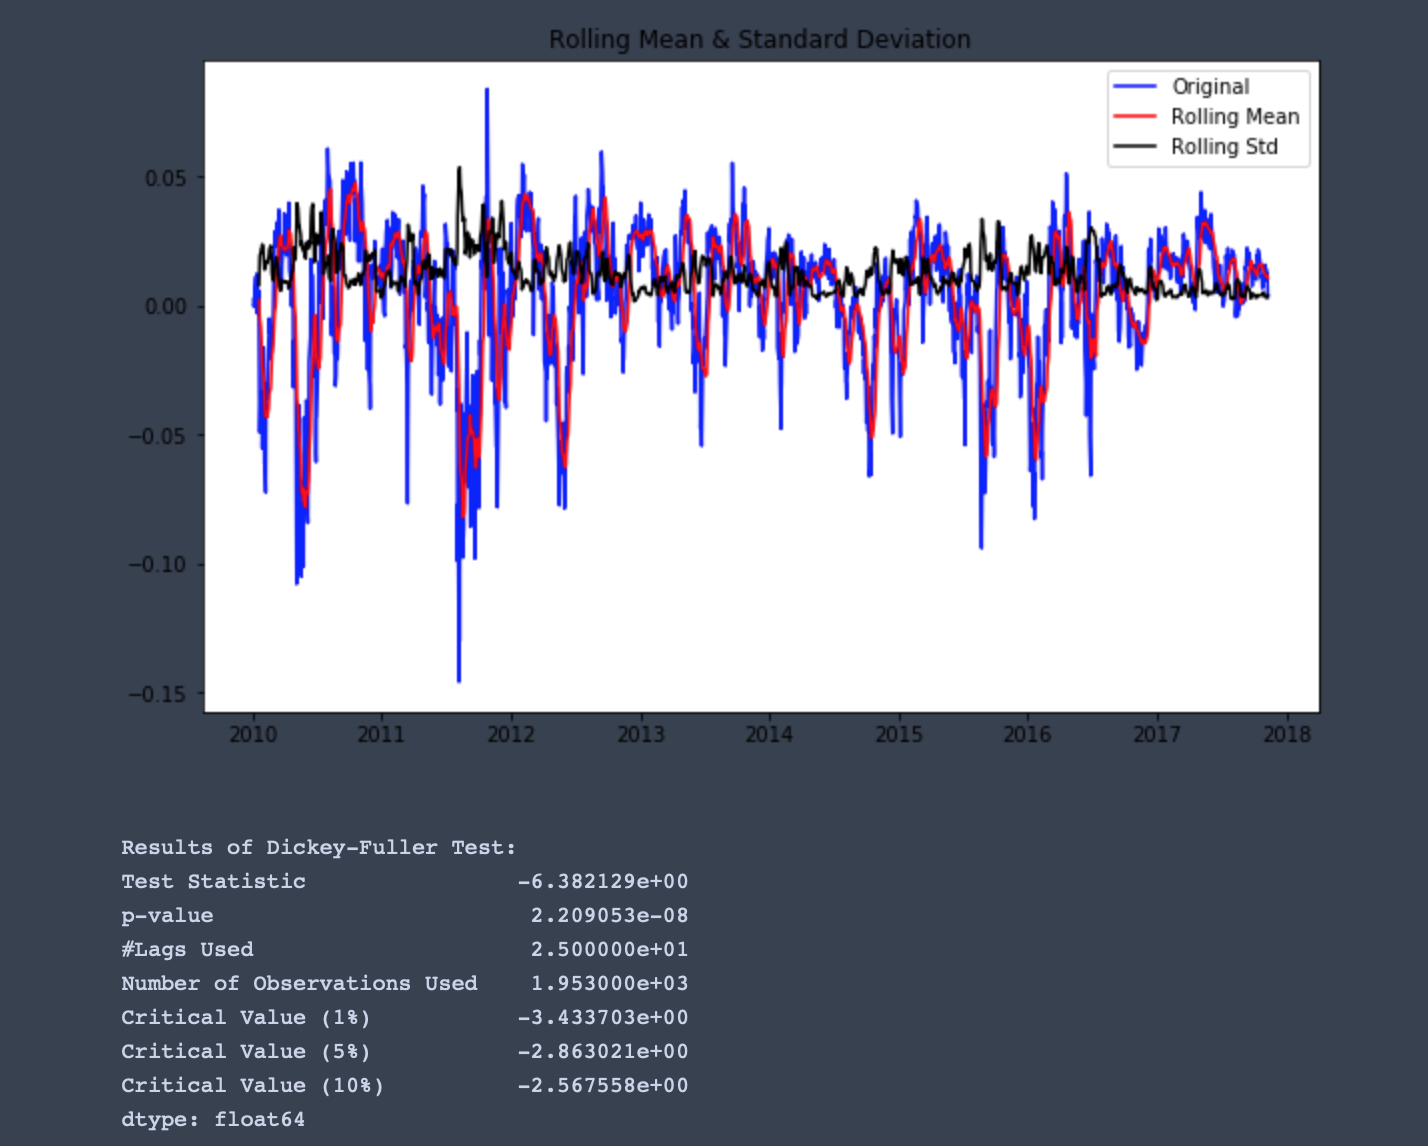 Rolling Mean & Standard Deviation
Original
Rolling Mean
Rolling Std
0.05
0.00
−0.05
−0.10
−0.15
2010 2011 2012 2013 2014 2015 2016 2017 2018
Results of Dickey-Fuller Test:
Test Statistic -6.382129e+00
p-value 2.209053e-08
#Lags Used 2.500000e+01
Number of Observations Used 1.953000e+03
Critical Value (1%) -3.433703e+00
Critical Value (5%) -2.863021e+00
Critical Value (10%) -2.567558e+00
dtype: float64